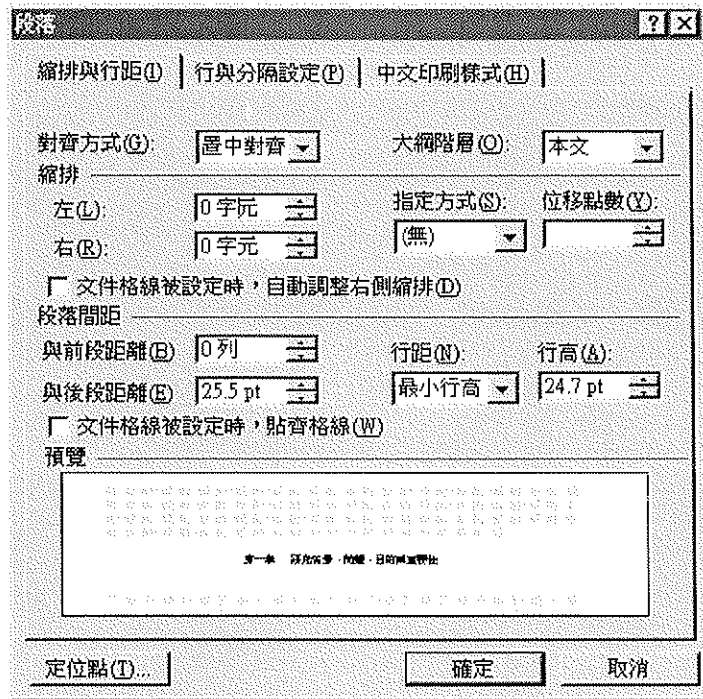 段落
縮排與行距(I) 行與分隔設定(P) 中文印刷樣式(H)
對齊方式(G): 置中對齊 大綱階層(O): 本文
縮排
左(L): 0 字元 指定方式(S): 位移點數(Y):
右(R): 0 字元 (無)
文件格線被設定時，自動調整右側縮排(D)
段落間距
與前段距離(B) 0 列 行距(N): 行高(A):
與後段距離(E) 25.5 pt 最小行高 24.7 pt
文件格線被設定時，貼齊格線(W)
預覽
第一章
定位點(T)... 確定 取消